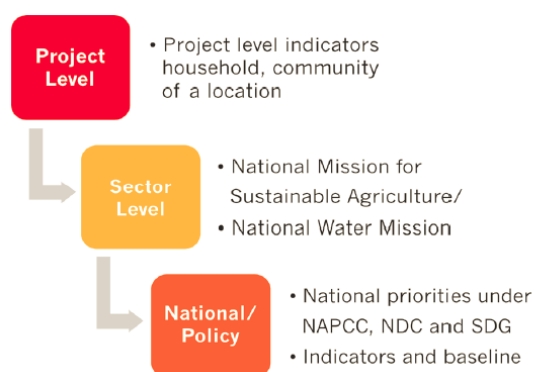 Project
Level
• Project level indicators
household, community
of a location
Sector
Level
• National Mission for
Sustainable Agriculture/
• National Water Mission
National/
Policy
• National priorities under
NAPCC, NDC and SDG
• Indicators and baseline